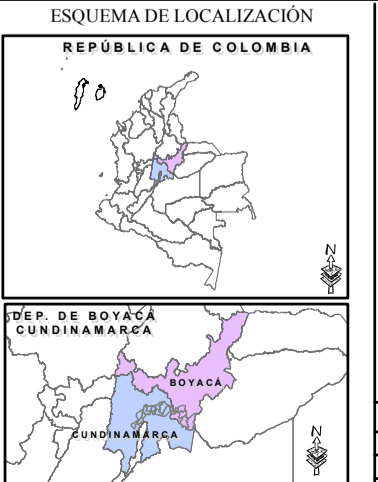 ESQUEMA DE LOCALIZACIÓN
REPÚBLICA DE COLOMBIA
N
DEP. DE BOYACÁ
CUNDINAMARCA
BOYACÁ
CUNDINAMARCA
N